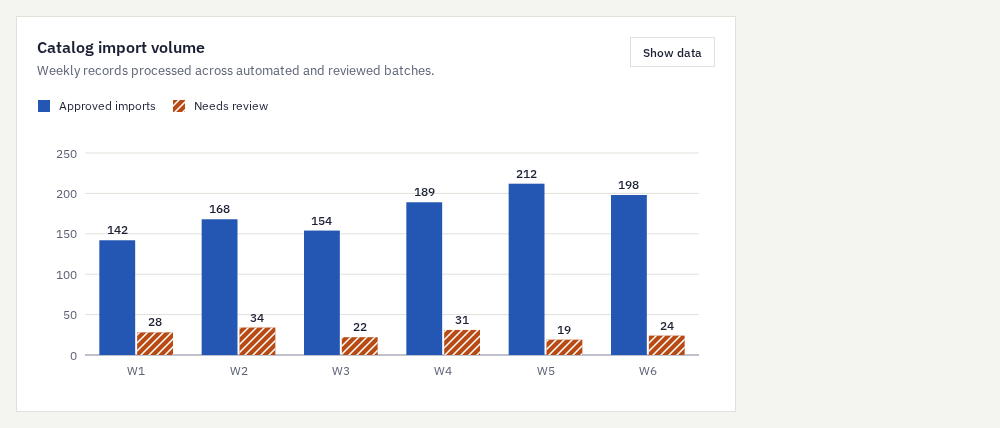 Catalog import volume
Show data
Weekly records processed across automated and reviewed batches.
Approved imports Needs review
250
200
150
100
50
0
142 28 168 34 154 22 189 31 212 19 198 24
W1 W2 W3 W4 W5 W6